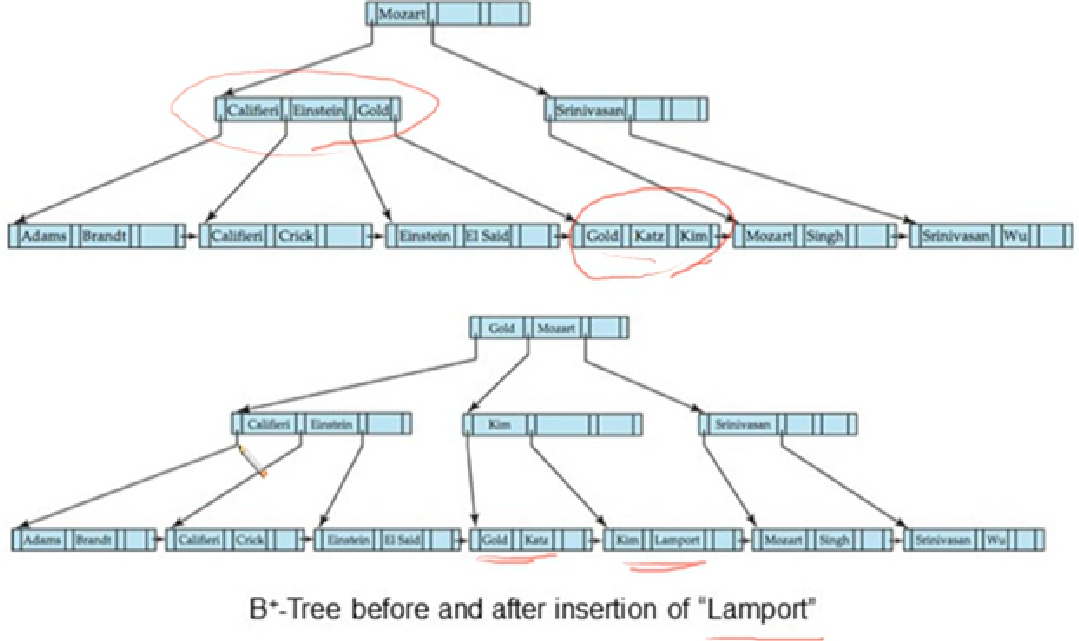 Mozart
Califieri Einstein Gold
Srinivasan
Adams Brandt
Califieri Crick
Einstein El Said
Gold Katz Kim
Mozart Singh
Srinivasan Wu
Gold Mozart
Califieri Einstein
Kim
Srinivasan
Adams Brandt
Califieri Crick
Einstein El Said
Gold Katz
Kim Lamport
Mozart Singh
Srinivasan Wu
B⁺-Tree before and after insertion of “Lamport”